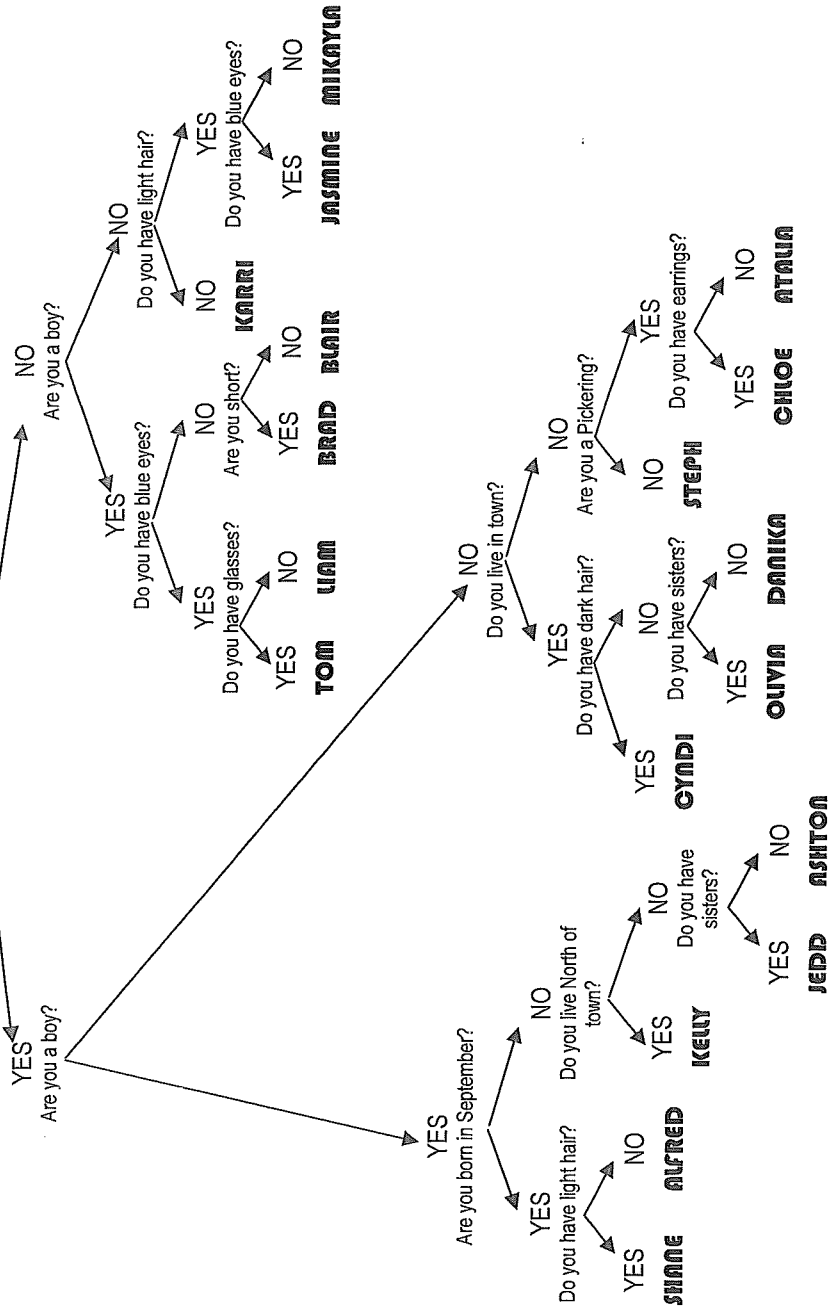 YES NO
Are you a boy? Are you a boy?
YES NO
Do you have blue eyes? Do you have light hair?
YES NO NO YES
Do you have glasses? Are you short? KARRI Do you have blue eyes?
YES NO YES NO YES NO
TOM LIAM BRAD BLAIR JASMINE MIKAYLA
YES NO
Are you born in September? Do you live in town?
YES NO YES NO
Do you have light hair? Do you live North of town? Do you have dark hair? Are you a Pickering?
YES NO YES NO YES NO NO YES
SHANE ALFRED KELLY Do you have sisters? CYNDI Do you have sisters? STEPH Do you have earrings?
YES NO YES NO YES NO
JEDD ASHTON OLIVIA DANIKA CHLOE ATALIA